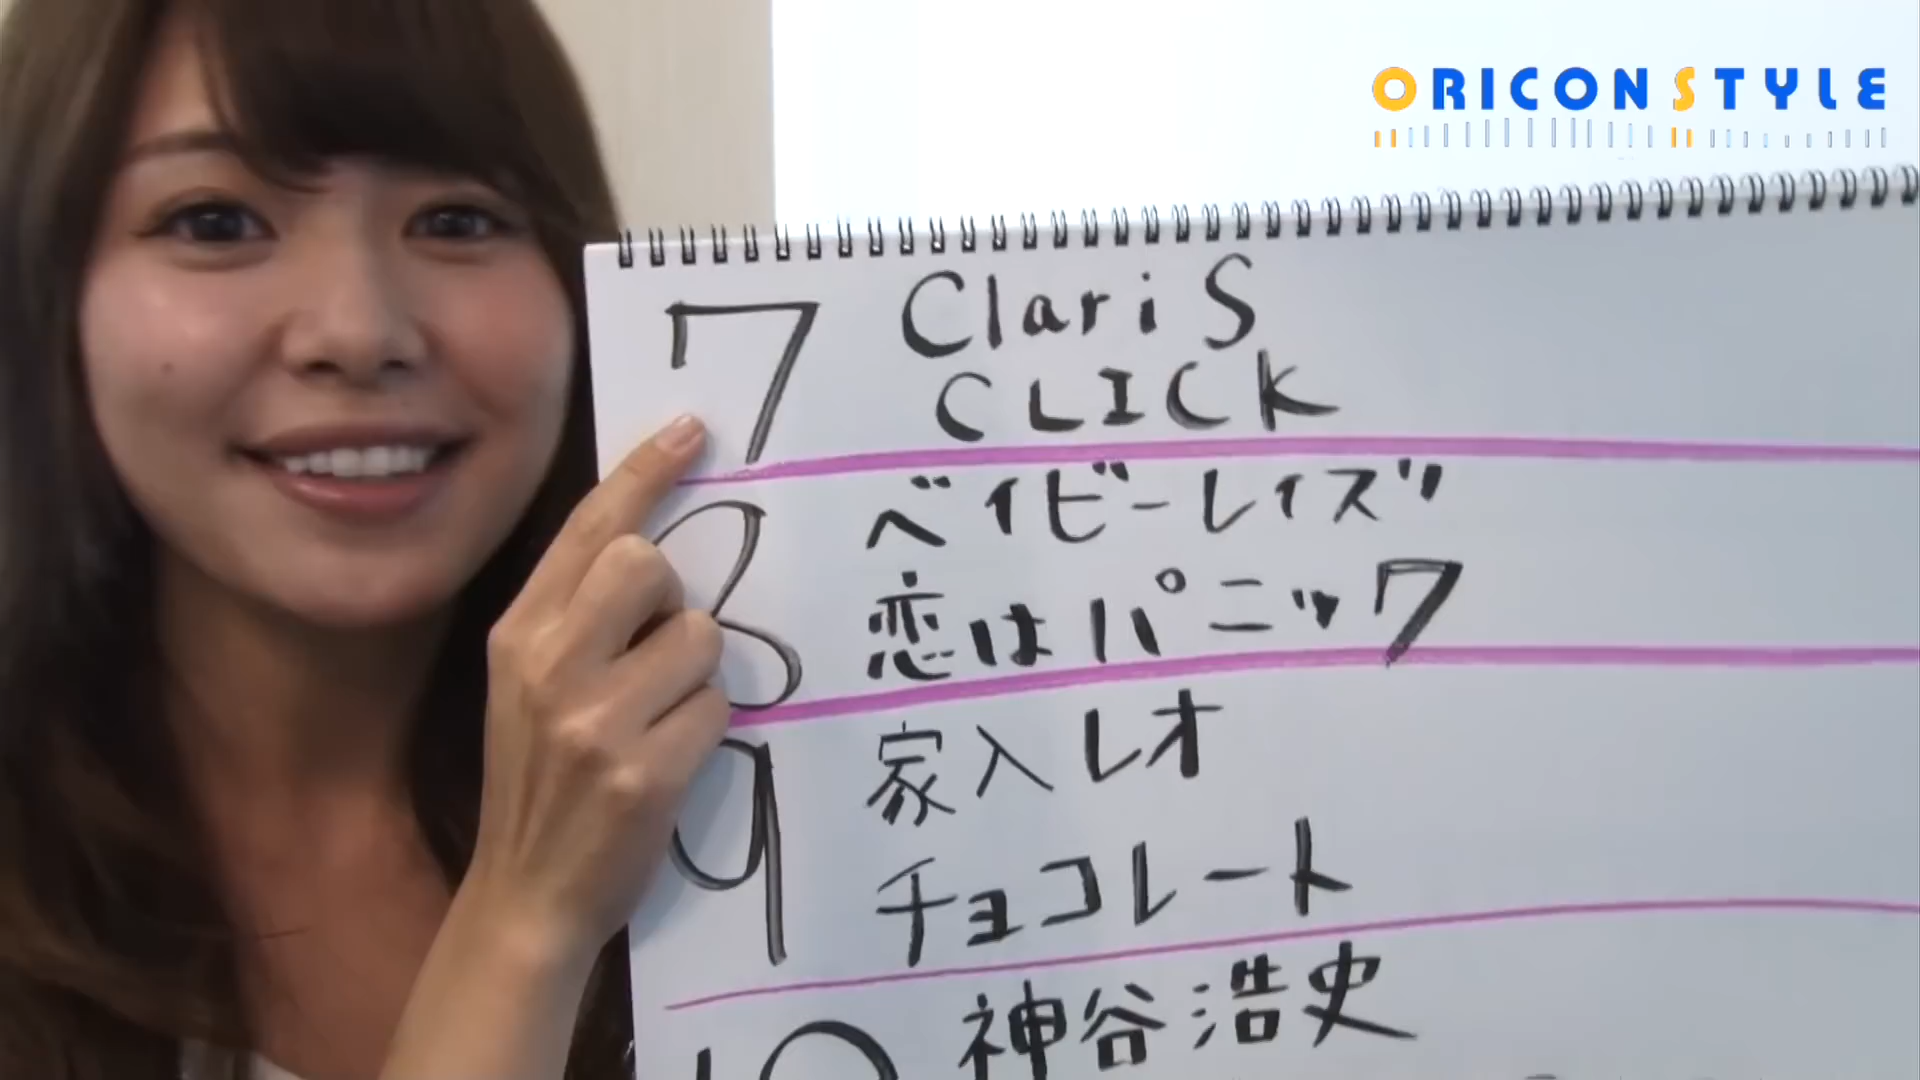 ORICON STYLE
7 ClariS
CLICK
8 ベイビーレイズ
恋はパニック
9 家入レオ
チョコレート
10 神谷浩史